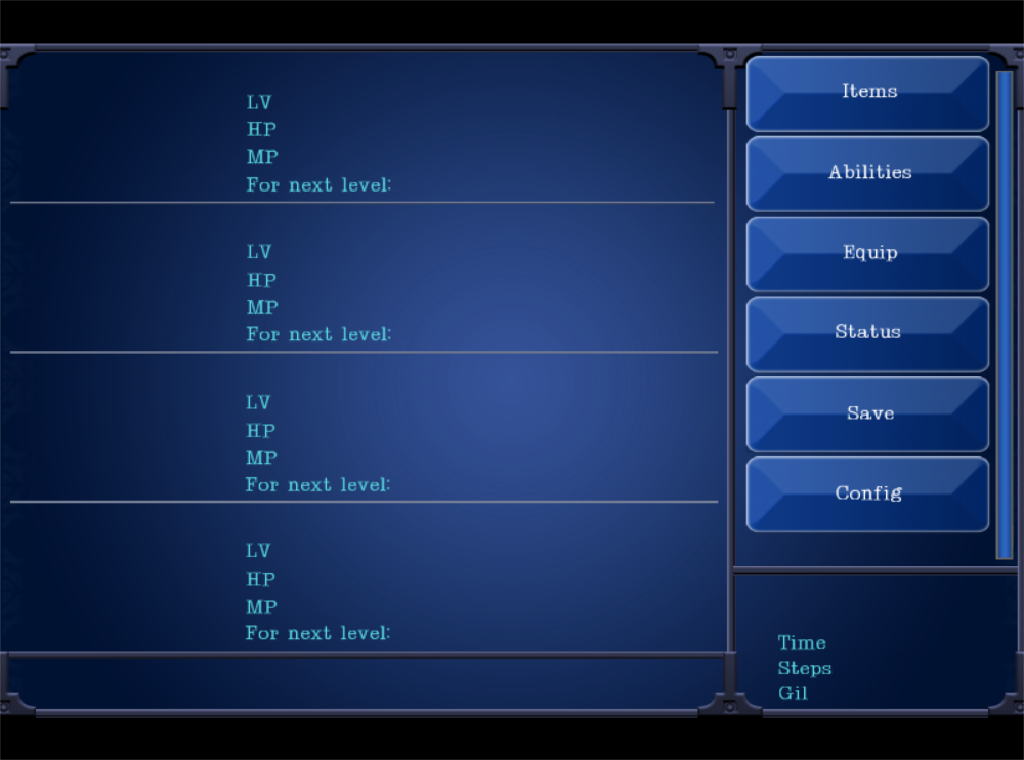 LV
HP
MP
For next level:
LV
HP
MP
For next level:
LV
HP
MP
For next level:
LV
HP
MP
For next level:
Items
Abilities
Equip
Status
Save
Config
Time
Steps
Gil